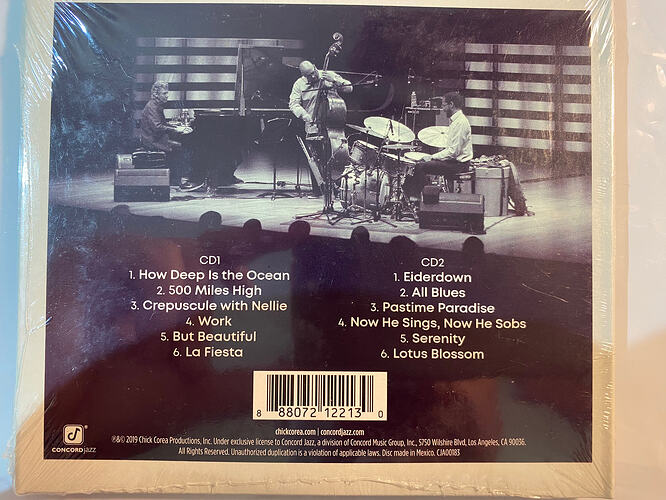 CD1
1. How Deep Is the Ocean
2. 500 Miles High
3. Crepuscule with Nellie
4. Work
5. But Beautiful
6. La Fiesta
CD2
1. Eiderdown
2. All Blues
3. Pastime Paradise
4. Now He Sings, Now He Sobs
5. Serenity
6. Lotus Blossom
8 88072 12213 0
chickcorea.com | concordjazz.com
℗&© 2019 Chick Corea Productions, Inc. Under exclusive license to Concord Jazz, a division of Concord Music Group, Inc., 5750 Wilshire Blvd, Los Angeles, CA 90036.
All Rights Reserved. Unauthorized duplication is a violation of applicable laws. Disc made in Mexico. CJA00183
CONCORDJAZZ